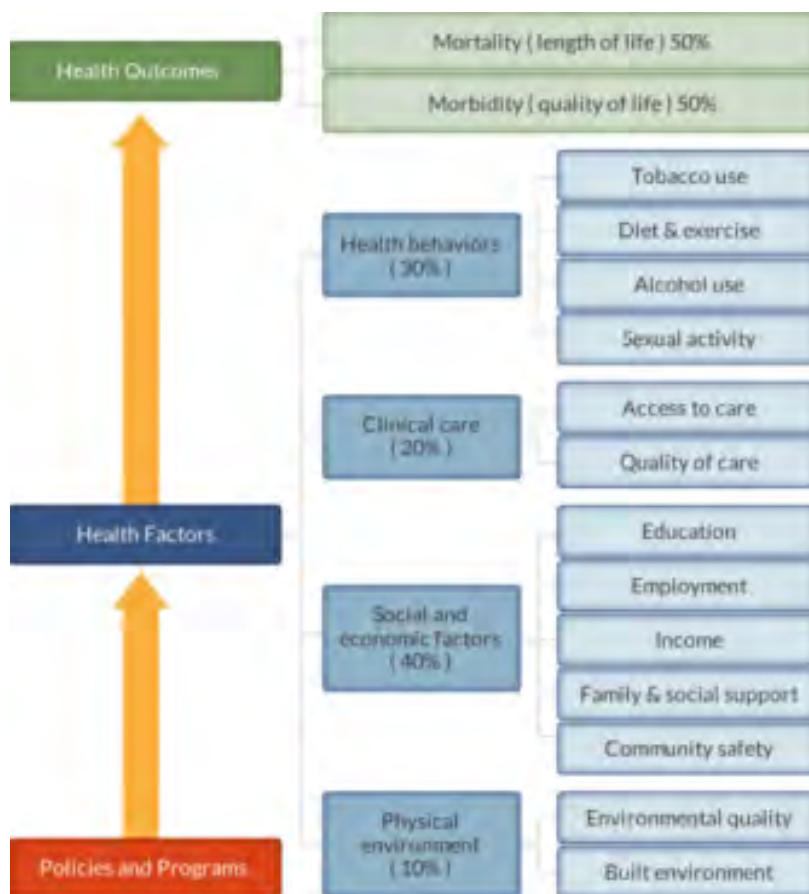 Health Outcomes
Mortality ( length of life ) 50%
Morbidity ( quality of life ) 50%
Health behaviors
( 30% )
Tobacco use
Diet & exercise
Alcohol use
Sexual activity
Clinical care
( 20% )
Access to care
Quality of care
Health Factors
Social and
economic factors
( 40% )
Education
Employment
Income
Family & social support
Community safety
Physical
environment
( 10% )
Environmental quality
Built environment
Policies and Programs